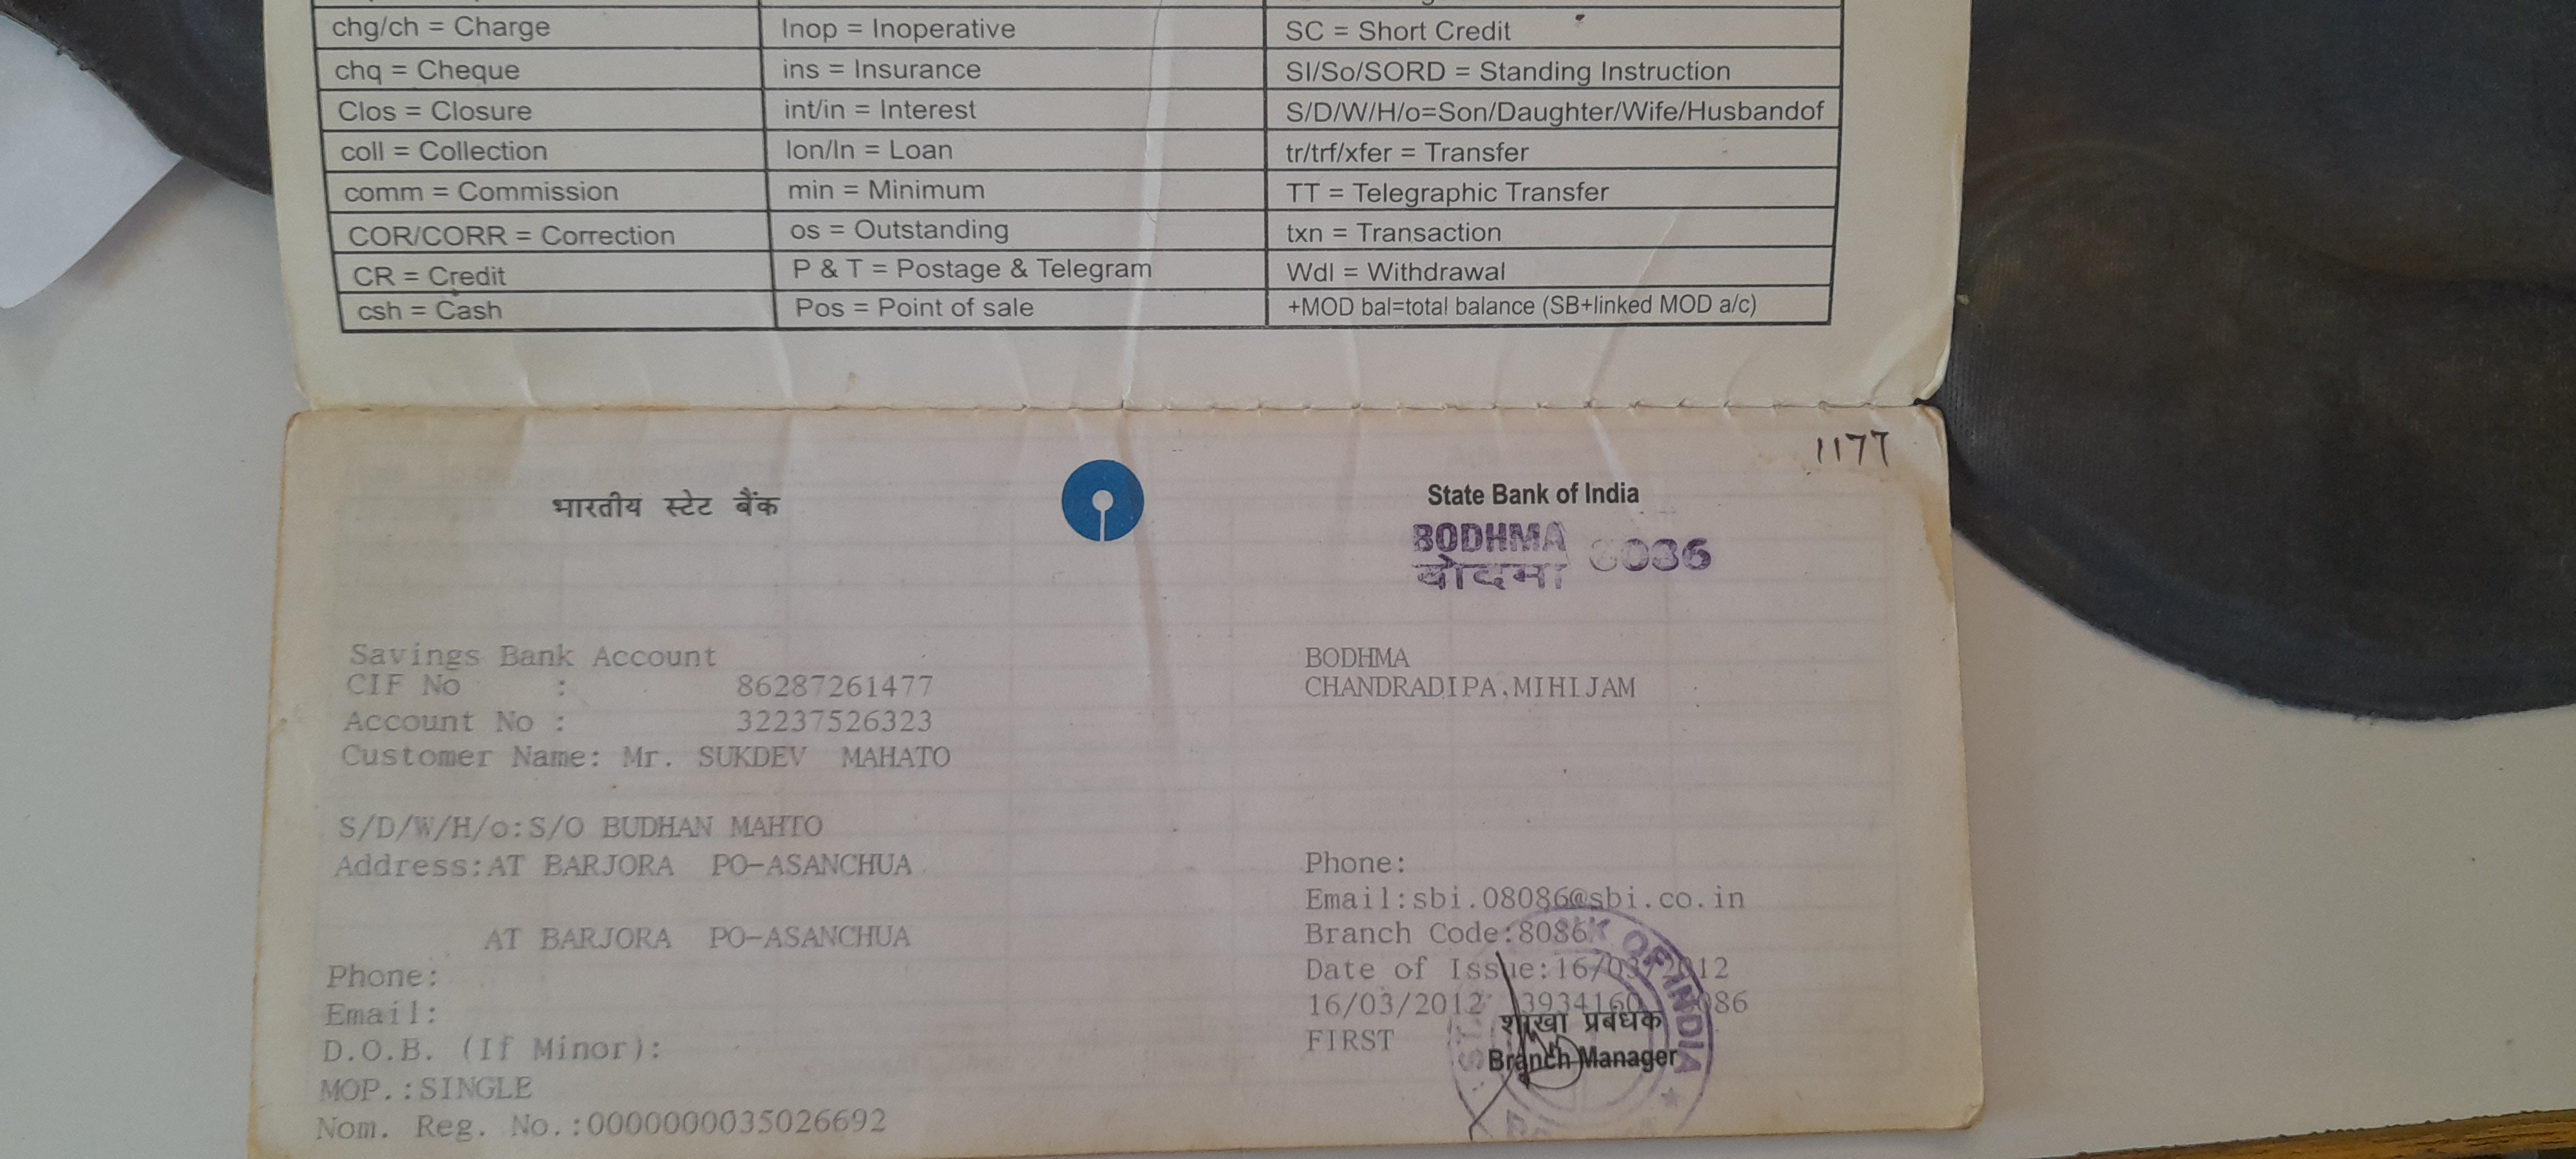 chg/ch = Charge
Inop = Inoperative
SC = Short Credit
chq = Cheque
ins = Insurance
SI/So/SORD = Standing Instruction
Clos = Closure
int/in = Interest
S/D/W/H/o=Son/Daughter/Wife/Husbandof
coll = Collection
lon/ln = Loan
tr/trf/xfer = Transfer
comm = Commission
min = Minimum
TT = Telegraphic Transfer
COR/CORR = Correction
os = Outstanding
txn = Transaction
CR = Credit
P & T = Postage & Telegram
Wdl = Withdrawal
csh = Cash
Pos = Point of sale
+MOD bal=total balance (SB+linked MOD a/c)
1177
भारतीय स्टेट बैंक
State Bank of India
BODHMA 8086
बोदमा
Savings Bank Account
CIF No : 86287261477
Account No : 32237526323
Customer Name: Mr. SUKDEV MAHATO
S/D/W/H/o:S/O BUDHAN MAHTO
Address:AT BARJORA PO-ASANCHUA
AT BARJORA PO-ASANCHUA
Phone:
Email:
D.O.B. (If Minor):
MOP.:SINGLE
Nom. Reg. No.:0000000035026692
BODHMA
CHANDRADIPA,MIHIJAM
Phone:
Email:sbi.08086@sbi.co.in
Branch Code:8086
Date of Issue:16/03/2012
16/03/2012 3934160
FIRST
शाखा प्रबंधक
Branch Manager
OF INDIA